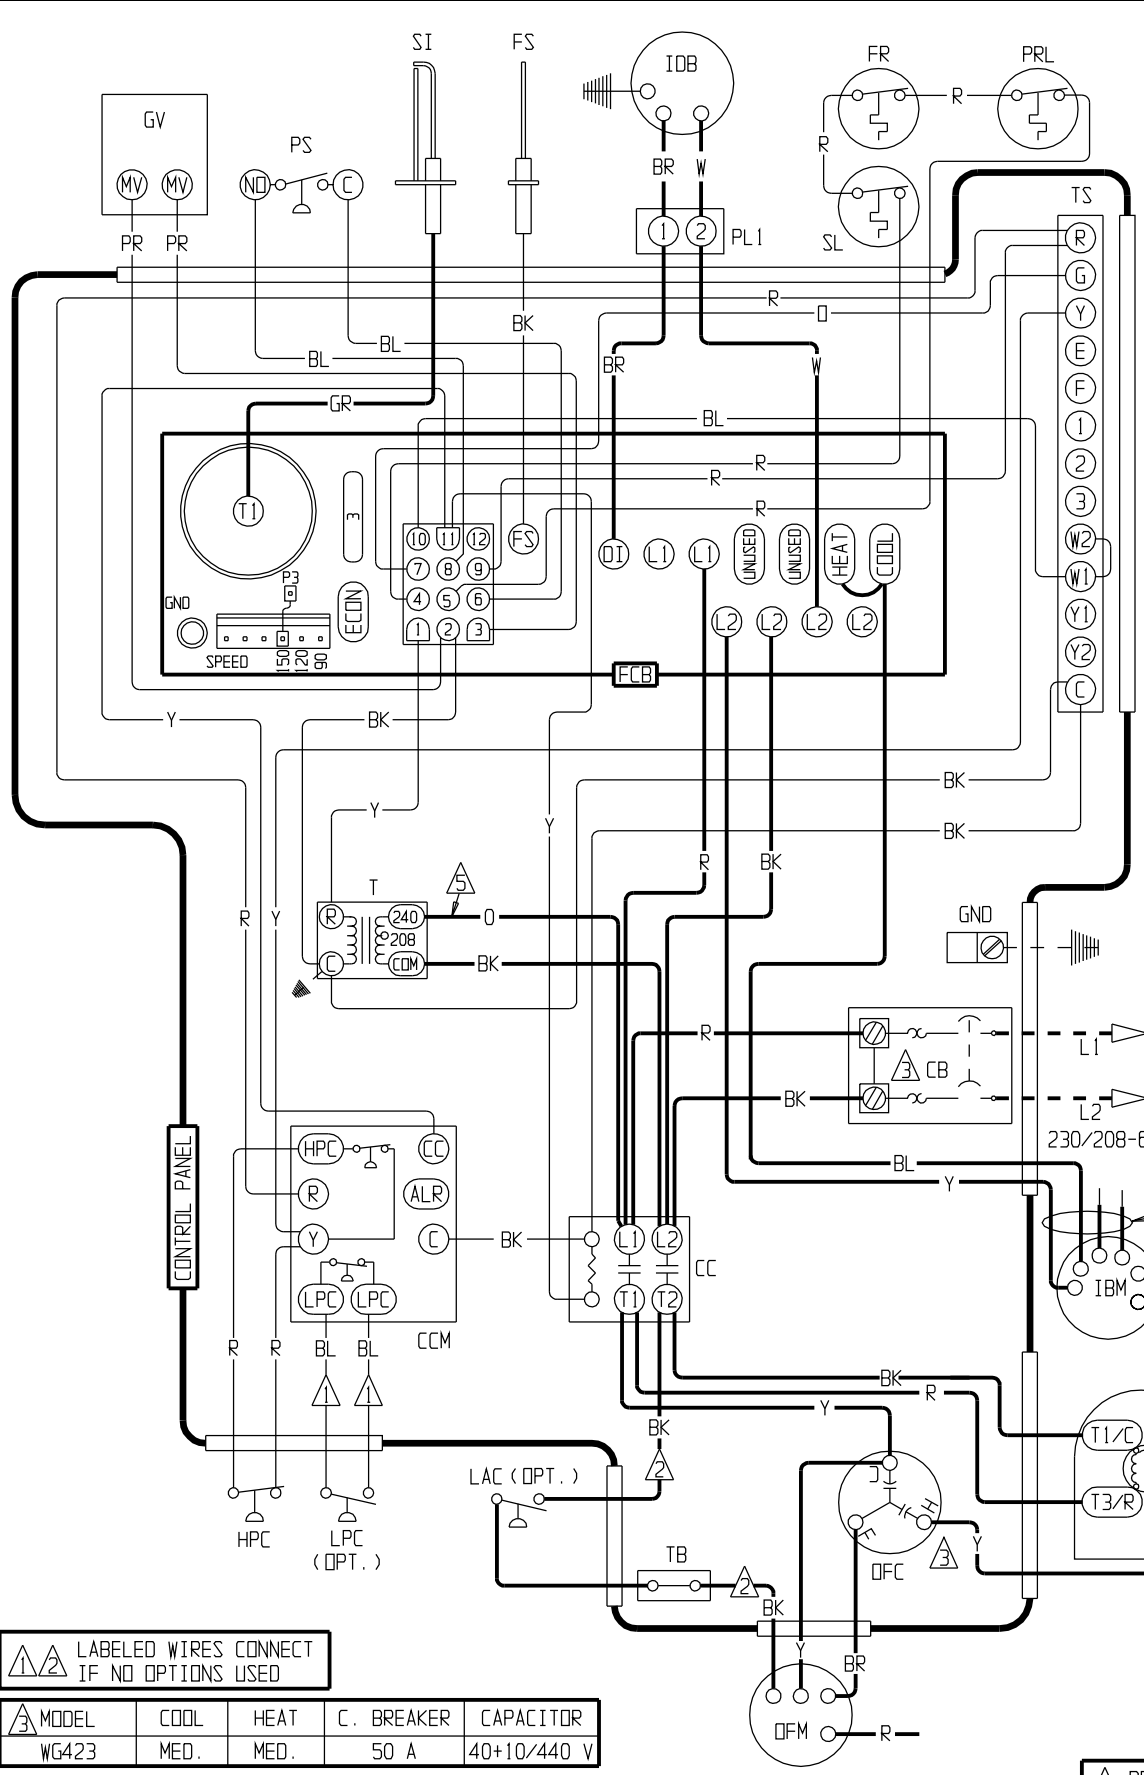 SI
FS
IDB
FR
PRL
GV
PS
R
R
MV
MV
NO
C
BR
W
TS
PR
PR
1
2
PL1
SL
R
G
Y
E
F
1
2
3
W2
W1
Y1
Y2
C
R
O
BK
BL
BL
BR
W
GR
BL
R
R
R
T1
3
10
11
12
7
8
9
4
5
6
1
2
3
FS
OI
L1
L1
UNUSED
UNUSED
HEAT
COOL
L2
L2
L2
L2
P3
GND
ECON
SPEED
150
120
90
FCB
Y
BK
BK
Y
Y
BK
R
BK
T
5
R
Y
R
240
O
208
C
COM
BK
GND
R
3
CB
L1
BK
L2
230/208-6
CONTROL PANEL
HPC
CC
R
ALR
Y
C
LPC
LPC
CCM
BL
Y
BK
L1
L2
CC
T1
T2
IBM
R
R
BL
BL
1
1
BK
R
Y
BK
2
T1/C
T3/R
LAC (OPT.)
C
H
F
HPC
LPC
(OPT.)
OFC
3
Y
TB
2
BK
Y
BR
OFM
R
1 2 LABELED WIRES CONNECT
IF NO OPTIONS USED
3 MODEL COOL HEAT C. BREAKER CAPACITOR
WG423 MED. MED. 50 A 40+10/440 V